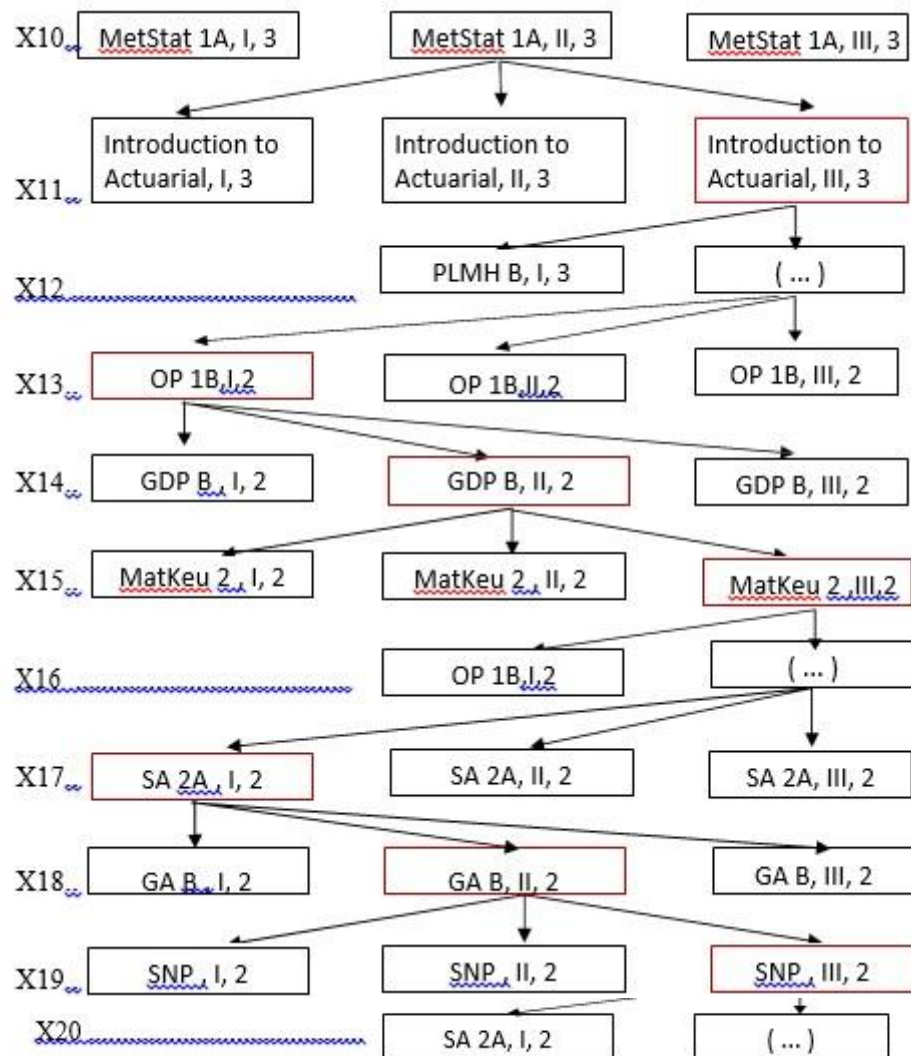 X10 MetStat 1A, I, 3 MetStat 1A, II, 3 MetStat 1A, III, 3
Introduction to Introduction to Introduction to
X11 Actuarial, I, 3 Actuarial, II, 3 Actuarial, III, 3
X12 PLMH B, I, 3 ( ... )
X13 OP 1B,I,2 OP 1B,II,2 OP 1B, III, 2
X14 GDP B , I, 2 GDP B, II, 2 GDP B, III, 2
X15 MatKeu 2 , I, 2 MatKeu 2 , II, 2 MatKeu 2 ,III,2
X16 OP 1B,I,2 ( ... )
X17 SA 2A , I, 2 SA 2A, II, 2 SA 2A, III, 2
X18 GA B , I, 2 GA B, II, 2 GA B, III, 2
X19 SNP , I, 2 SNP , II, 2 SNP , III, 2
X20 SA 2A, I, 2 ( ... )